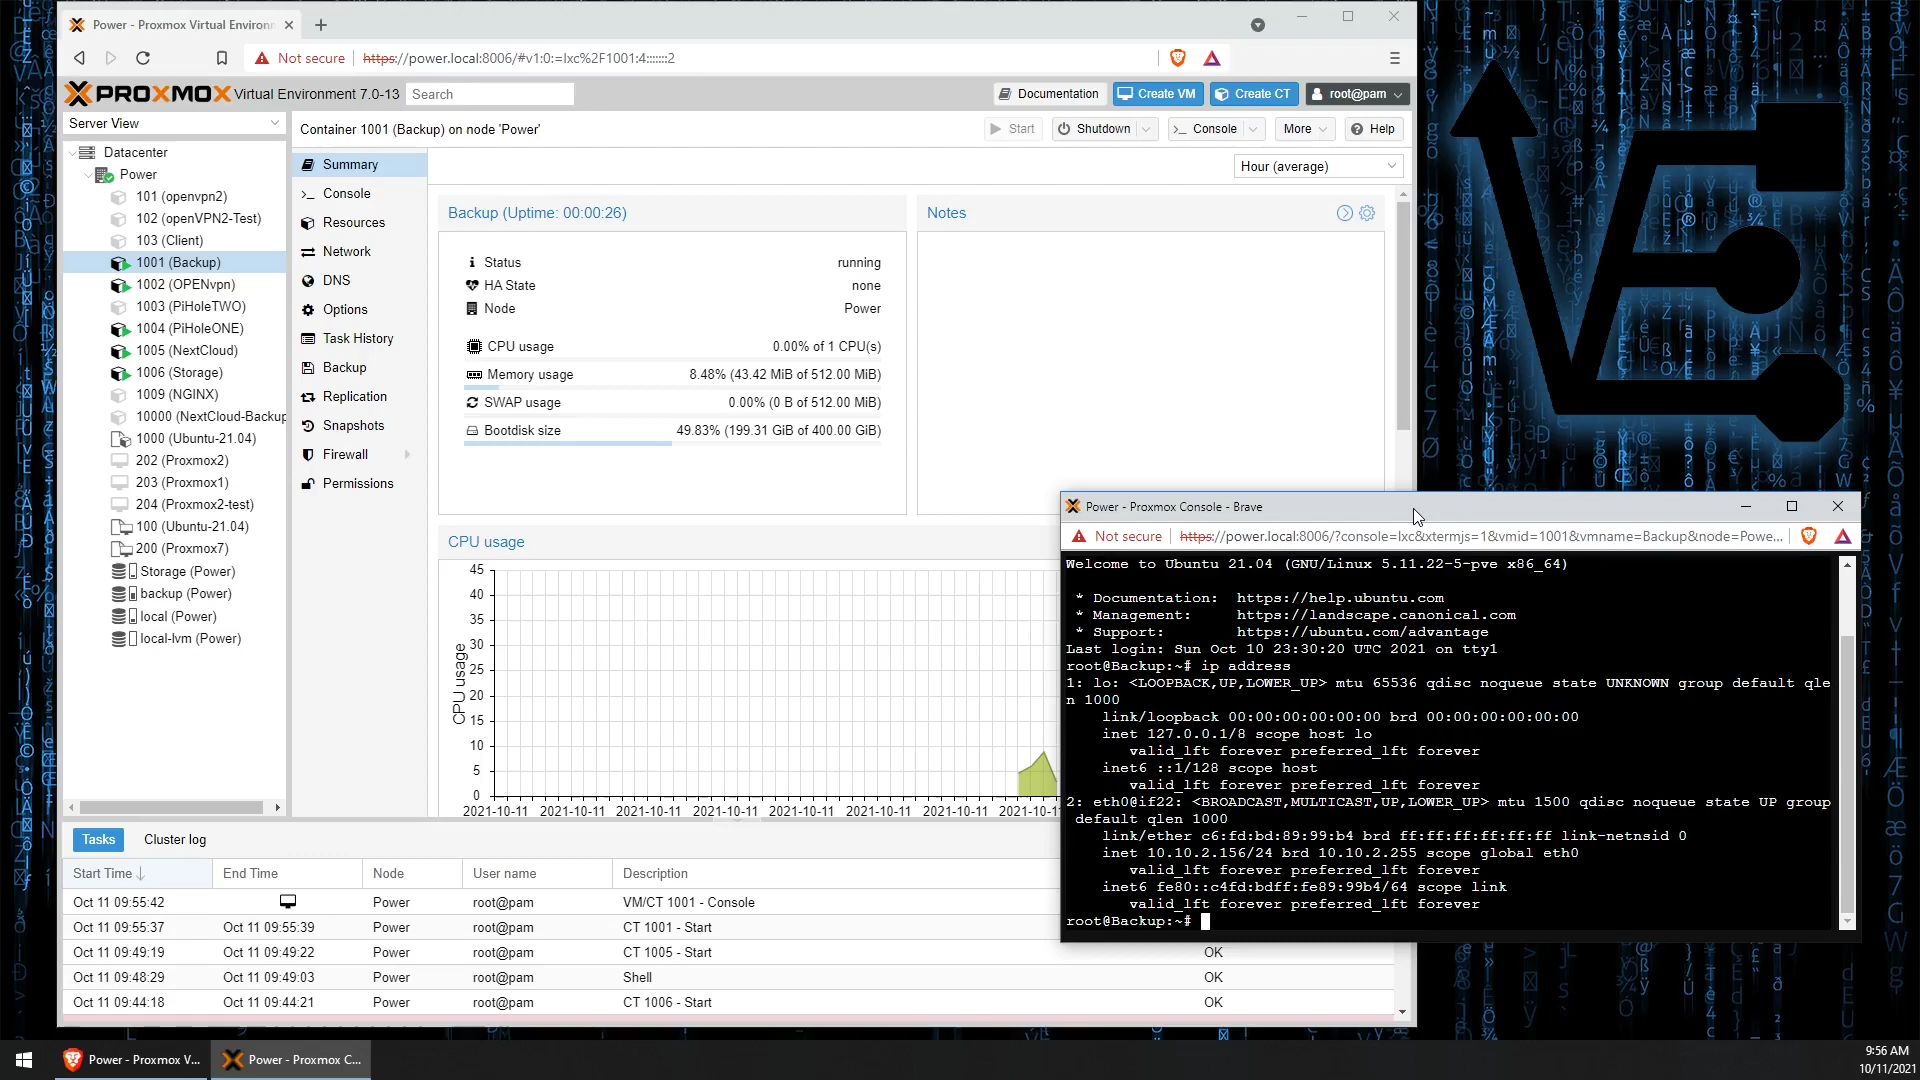 Power - Proxmox Virtual Environ
Not secure
https://power.local:8006/#v1:0:=lxc%2F1001:4:::::::2
PROXMOX Virtual Environment 7.0-13
Search
Documentation
Create VM
Create CT
root@pam
Server View
Container 1001 (Backup) on node 'Power'
Start
Shutdown
Console
More
Help
Datacenter
Power
101 (openvpn2)
102 (openVPN2-Test)
103 (Client)
1001 (Backup)
1002 (OPENvpn)
1003 (PiHoleTWO)
1004 (PiHoleONE)
1005 (NextCloud)
1006 (Storage)
1009 (NGINX)
10000 (NextCloud-Backup
1000 (Ubuntu-21.04)
202 (Proxmox2)
203 (Proxmox1)
204 (Proxmox2-test)
100 (Ubuntu-21.04)
200 (Proxmox7)
Storage (Power)
backup (Power)
local (Power)
local-lvm (Power)
Summary
Console
Resources
Network
DNS
Options
Task History
Backup
Replication
Snapshots
Firewall
Permissions
Hour (average)
Backup (Uptime: 00:00:26)
Status running
HA State none
Node Power
CPU usage 0.00% of 1 CPU(s)
Memory usage 8.48% (43.42 MiB of 512.00 MiB)
SWAP usage 0.00% (0 B of 512.00 MiB)
Bootdisk size 49.83% (199.31 GiB of 400.00 GiB)
Notes
CPU usage
CPU usage
45
40
35
30
25
20
15
10
5
0
2021-10-11 2021-10-11 2021-10-11 2021-10-11 2021-10-11 2021-10-11 2021-10-11 2021-10-1
Power - Proxmox Console - Brave
Not secure
https://power.local:8006/?console=lxc&xtermjs=1&vmid=1001&vmname=Backup&node=Powe...
Welcome to Ubuntu 21.04 (GNU/Linux 5.11.22-5-pve x86_64)
* Documentation: https://help.ubuntu.com
* Management: https://landscape.canonical.com
* Support: https://ubuntu.com/advantage
Last login: Sun Oct 10 23:30:20 UTC 2021 on tty1
root@Backup:~# ip address
1: lo: <LOOPBACK,UP,LOWER_UP> mtu 65536 qdisc noqueue state UNKNOWN group default qle
n 1000
link/loopback 00:00:00:00:00:00 brd 00:00:00:00:00:00
inet 127.0.0.1/8 scope host lo
valid_lft forever preferred_lft forever
inet6 ::1/128 scope host
valid_lft forever preferred_lft forever
2: eth0@if22: <BROADCAST,MULTICAST,UP,LOWER_UP> mtu 1500 qdisc noqueue state UP group
default qlen 1000
link/ether c6:fd:bd:89:99:b4 brd ff:ff:ff:ff:ff:ff link-netnsid 0
inet 10.10.2.156/24 brd 10.10.2.255 scope global eth0
valid_lft forever preferred_lft forever
inet6 fe80::c4fd:bdff:fe89:99b4/64 scope link
valid_lft forever preferred_lft forever
root@Backup:~#
Tasks Cluster log
Start Time End Time Node User name Description
Oct 11 09:55:42 Power root@pam VM/CT 1001 - Console
Oct 11 09:55:37 Oct 11 09:55:39 Power root@pam CT 1001 - Start
Oct 11 09:49:19 Oct 11 09:49:22 Power root@pam CT 1005 - Start OK
Oct 11 09:48:29 Oct 11 09:49:03 Power root@pam Shell OK
Oct 11 09:44:18 Oct 11 09:44:21 Power root@pam CT 1006 - Start OK
Power - Proxmox V...
Power - Proxmox C...
9:56 AM
10/11/2021